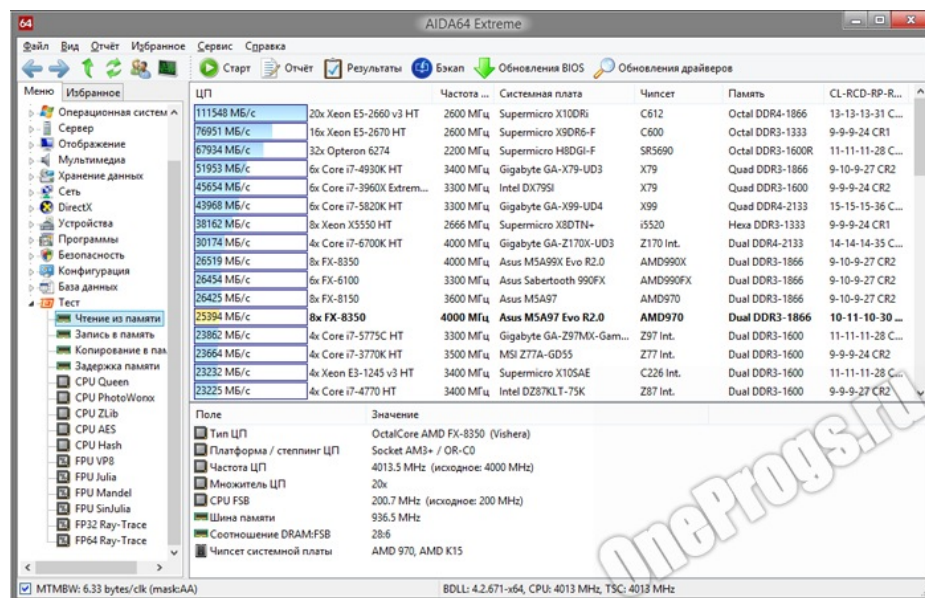 64 AIDA64 Extreme
Файл Вид Отчёт Избранное Сервис Справка
Старт Отчёт Результаты Бэкап Обновления BIOS Обновления драйверов
Меню Избранное
Операционная систем
Сервер
Отображение
Мультимедиа
Хранение данных
Сеть
DirectX
Устройства
Программы
Безопасность
Конфигурация
База данных
Тест
Чтение из памяти
Запись в память
Копирование в пам
Задержка памяти
CPU Queen
CPU PhotoWorxx
CPU ZLib
CPU AES
CPU Hash
FPU VP8
FPU Julia
FPU Mandel
FPU SinJulia
FP32 Ray-Trace
FP64 Ray-Trace
ЦП Частота ... Системная плата Чипсет Память CL-RCD-RP-R...
111548 МБ/с 20x Xeon E5-2660 v3 HT 2600 МГц Supermicro X10DRi C612 Octal DDR4-1866 13-13-13-31 C...
76951 МБ/с 16x Xeon E5-2670 HT 2600 МГц Supermicro X9DR6-F C600 Octal DDR3-1333 9-9-9-24 CR1
67934 МБ/с 32x Opteron 6274 2200 МГц Supermicro H8DGI-F SR5690 Octal DDR3-1600R 11-11-11-28 C...
51953 МБ/с 6x Core i7-4930K HT 3400 МГц Gigabyte GA-X79-UD3 X79 Quad DDR3-1866 9-10-9-27 CR2
45654 МБ/с 6x Core i7-3960X Extrem... 3300 МГц Intel DX79SI X79 Quad DDR3-1600 9-9-9-24 CR2
43968 МБ/с 6x Core i7-5820K HT 3300 МГц Gigabyte GA-X99-UD4 X99 Quad DDR4-2133 15-15-15-36 C...
38162 МБ/с 8x Xeon X5550 HT 2666 МГц Supermicro X8DTN+ i5520 Hexa DDR3-1333 9-9-9-24 CR1
30174 МБ/с 4x Core i7-6700K HT 4000 МГц Gigabyte GA-Z170X-UD3 Z170 Int. Dual DDR4-2133 14-14-14-35 C...
26519 МБ/с 8x FX-8350 4000 МГц Asus M5A99X Evo R2.0 AMD990X Dual DDR3-1866 9-10-9-27 CR2
26454 МБ/с 6x FX-6100 3300 МГц Asus Sabertooth 990FX AMD990FX Dual DDR3-1866 9-10-9-27 CR2
26425 МБ/с 8x FX-8150 3600 МГц Asus M5A97 AMD970 Dual DDR3-1866 9-10-9-27 CR2
25394 МБ/с 8x FX-8350 4000 МГц Asus M5A97 Evo R2.0 AMD970 Dual DDR3-1866 10-11-10-30 ...
23862 МБ/с 4x Core i7-5775C HT 3300 МГц Gigabyte GA-Z97MX-Gam... Z97 Int. Dual DDR3-1600 11-11-11-28 C...
23664 МБ/с 4x Core i7-3770K HT 3500 МГц MSI Z77A-GD55 Z77 Int. Dual DDR3-1600 9-9-9-24 CR2
23232 МБ/с 4x Xeon E3-1245 v3 HT 3400 МГц Supermicro X10SAE C226 Int. Dual DDR3-1600 11-11-11-28 C...
23225 МБ/с 4x Core i7-4770 HT 3400 МГц Intel DZ87KLT-75K Z87 Int. Dual DDR3-1600 9-9-9-27 CR2
Поле Значение
Тип ЦП OctalCore AMD FX-8350 (Vishera)
Платформа / степпинг ЦП Socket AM3+ / OR-C0
Частота ЦП 4013.5 MHz (исходное: 4000 MHz)
Множитель ЦП 20x
CPU FSB 200.7 MHz (исходное: 200 MHz)
Шина памяти 936.5 MHz
Соотношение DRAM:FSB 28:6
Чипсет системной платы AMD 970, AMD K15
OneProgs.ru
MTMBW: 6.33 bytes/clk (mask:AA) BDLL: 4.2.671-x64, CPU: 4013 MHz, TSC: 4013 MHz